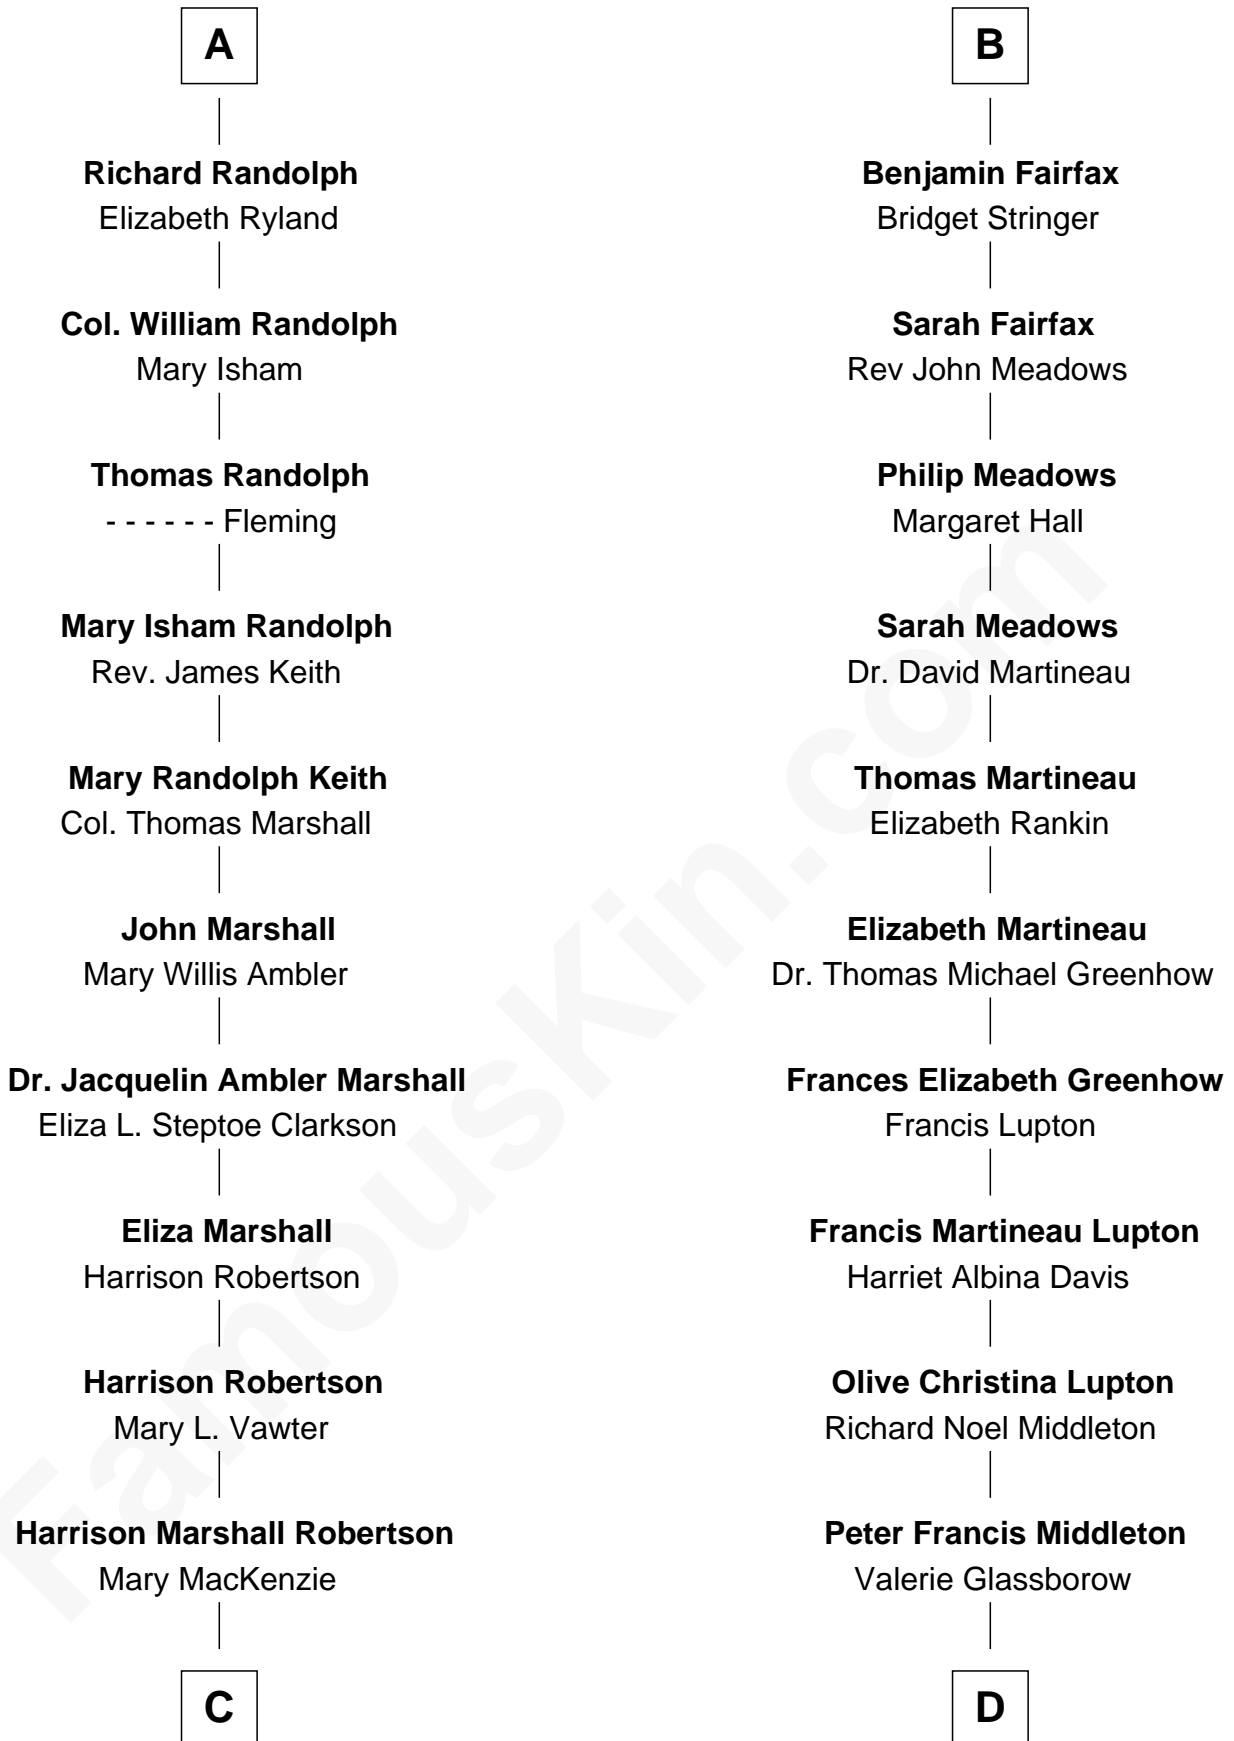 A
Richard Randolph
Elizabeth Ryland
Col. William Randolph
Mary Isham
Thomas Randolph
- - - - - - Fleming
Mary Isham Randolph
Rev. James Keith
Mary Randolph Keith
Col. Thomas Marshall
John Marshall
Mary Willis Ambler
Dr. Jacquelin Ambler Marshall
Eliza L. Steptoe Clarkson
Eliza Marshall
Harrison Robertson
Harrison Robertson
Mary L. Vawter
Harrison Marshall Robertson
Mary MacKenzie
C
B
Benjamin Fairfax
Bridget Stringer
Sarah Fairfax
Rev John Meadows
Philip Meadows
Margaret Hall
Sarah Meadows
Dr. David Martineau
Thomas Martineau
Elizabeth Rankin
Elizabeth Martineau
Dr. Thomas Michael Greenhow
Frances Elizabeth Greenhow
Francis Lupton
Francis Martineau Lupton
Harriet Albina Davis
Olive Christina Lupton
Richard Noel Middleton
Peter Francis Middleton
Valerie Glassborow
D
FamousKin.com